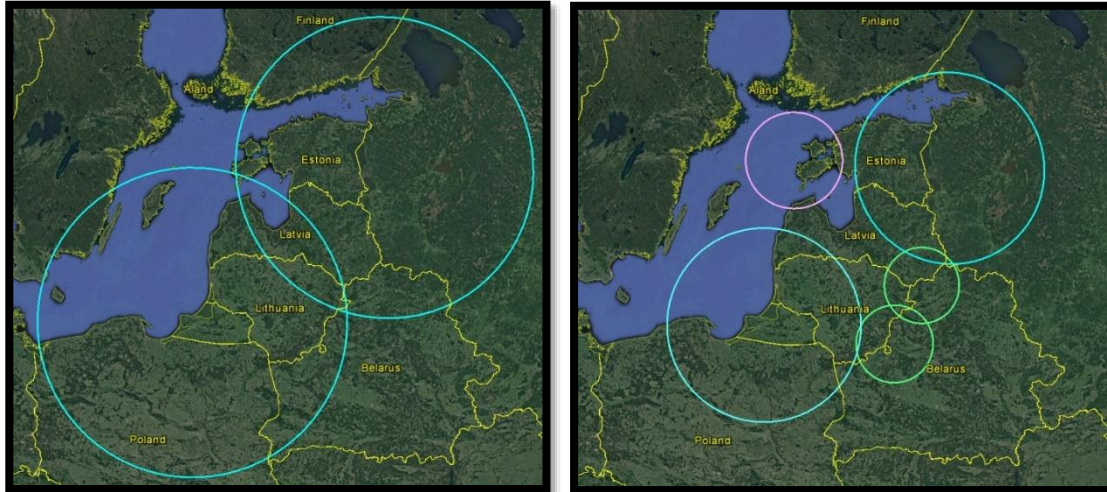 Finland
Aland
Estonia
Latvia
Lithuania
Belarus
Poland
Finland
Aland
Estonia
Latvia
Lithuania
Belarus
Poland